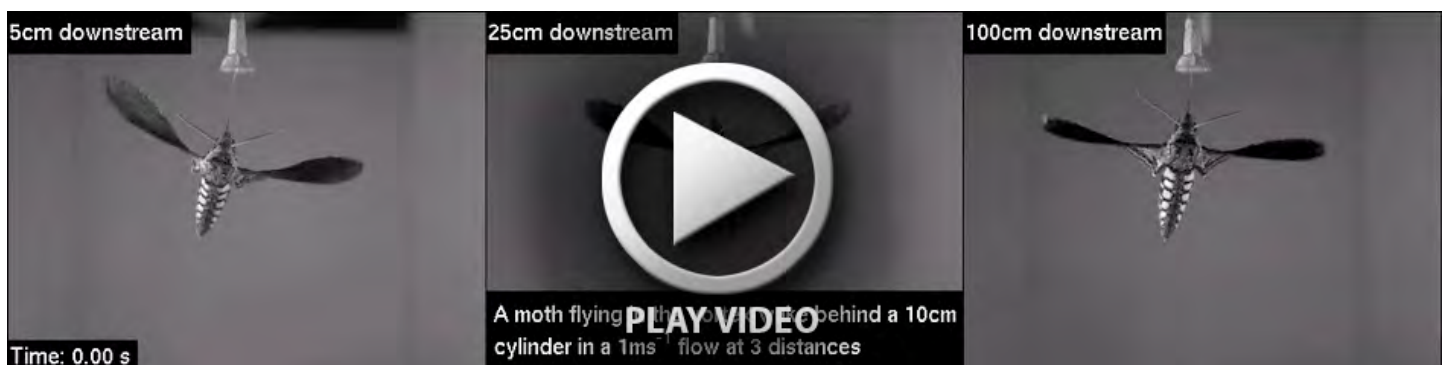 5cm downstream
25cm downstream
100cm downstream
A moth flying behind a 10cm
PLAY VIDEO
cylinder in a 1ms⁻¹ flow at 3 distances
Time: 0.00 s